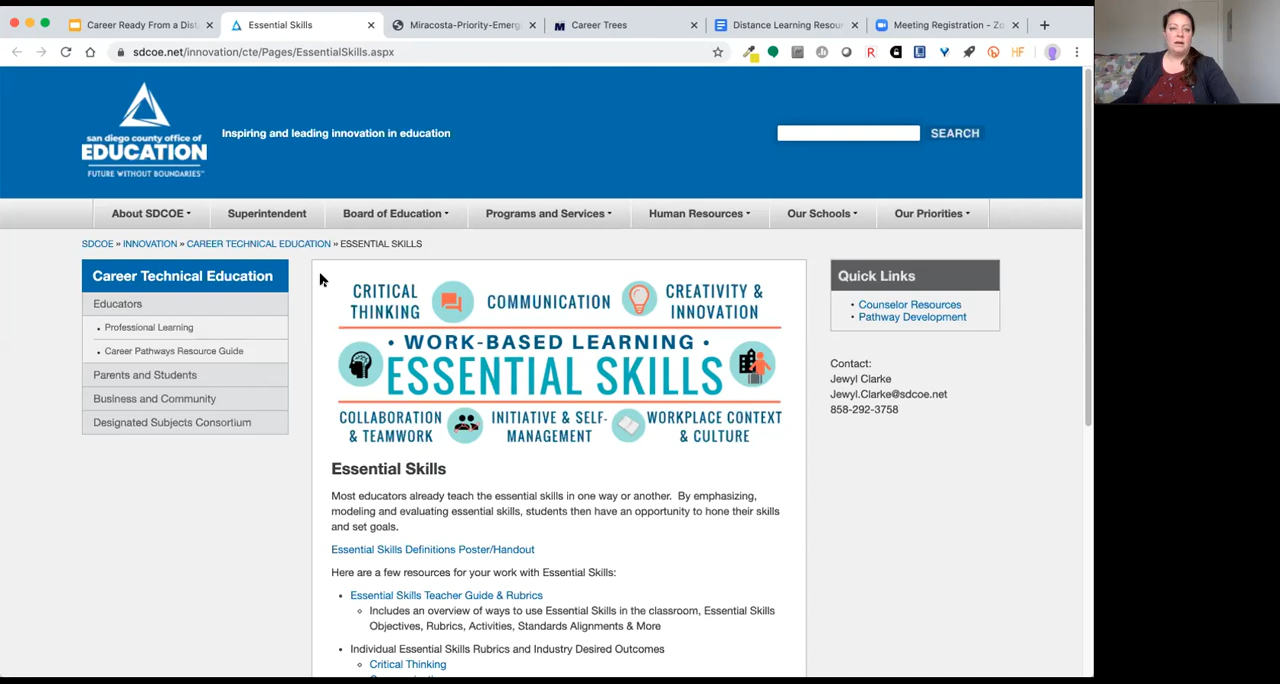 Career Ready From a Dist
Essential Skills
Miracosta-Priority-Emerg
Career Trees
Distance Learning Resour
Meeting Registration - Zo
sdcoe.net/innovation/cte/Pages/EssentialSkills.aspx
R
HF
san diego county office of
EDUCATION
FUTURE WITHOUT BOUNDARIES™
Inspiring and leading innovation in education
SEARCH
About SDCOE
Superintendent
Board of Education
Programs and Services
Human Resources
Our Schools
Our Priorities
SDCOE » INNOVATION » CAREER TECHNICAL EDUCATION » ESSENTIAL SKILLS
Career Technical Education
Educators
Professional Learning
Career Pathways Resource Guide
Parents and Students
Business and Community
Designated Subjects Consortium
CRITICAL
THINKING
COMMUNICATION
CREATIVITY &
INNOVATION
• WORK-BASED LEARNING •
ESSENTIAL SKILLS
COLLABORATION
& TEAMWORK
INITIATIVE & SELF-
MANAGEMENT
WORKPLACE CONTEXT
& CULTURE
Essential Skills
Most educators already teach the essential skills in one way or another. By emphasizing,
modeling and evaluating essential skills, students then have an opportunity to hone their skills
and set goals.
Essential Skills Definitions Poster/Handout
Here are a few resources for your work with Essential Skills:
• Essential Skills Teacher Guide & Rubrics
Includes an overview of ways to use Essential Skills in the classroom, Essential Skills
Objectives, Rubrics, Activities, Standards Alignments & More
• Individual Essential Skills Rubrics and Industry Desired Outcomes
Critical Thinking
Quick Links
• Counselor Resources
• Pathway Development
Contact:
Jewyl Clarke
Jewyl.Clarke@sdcoe.net
858-292-3758